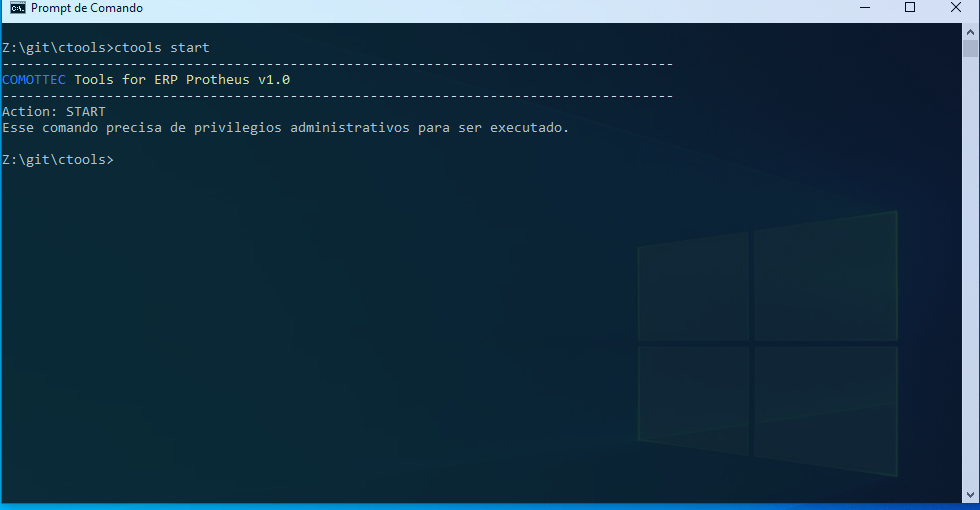 Prompt de Comando
Z:\git\ctools>ctools start
------------------------------------------------------------------------------------
COMOTTEC Tools for ERP Protheus v1.0
------------------------------------------------------------------------------------
Action: START
Esse comando precisa de privilegios administrativos para ser executado.
Z:\git\ctools>